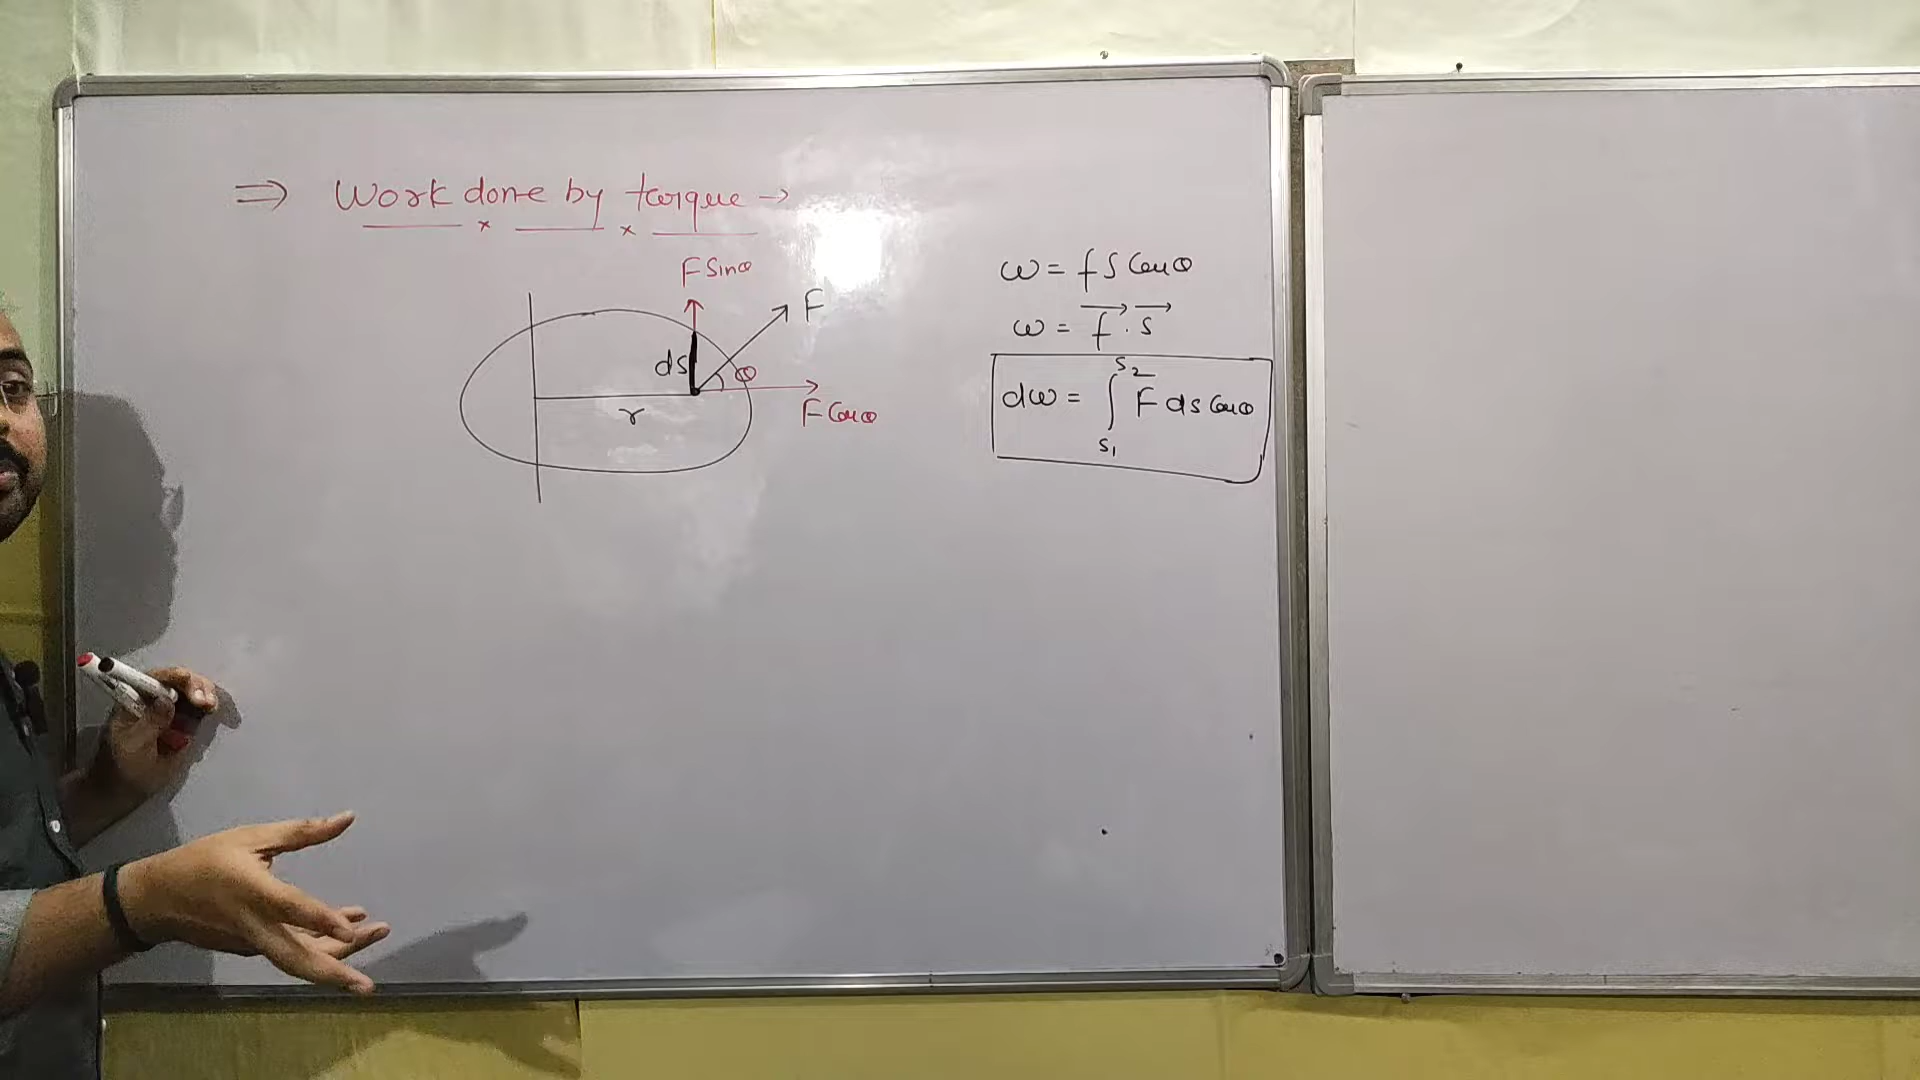 ⇒ Work done by torque →
F Sinθ
F
ds
θ
r
F Cosθ
ω = f s Cosθ
ω = f⃗ . s⃗
dω = ∫ F ds Cosθ
s₂
s₁